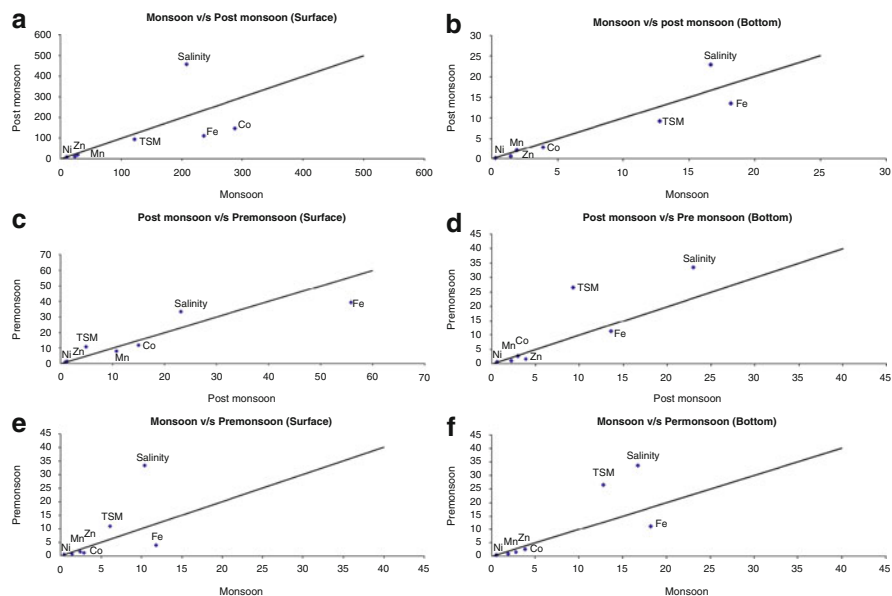 a
Monsoon v/s Post monsoon (Surface)
600
500
400
300
200
100
0
Post monsoon
Salinity
Co
Fe
TSM
Zn
Ni
Mn
0 100 200 300 400 500 600
Monsoon
b
Monsoon v/s post monsoon (Bottom)
30
25
20
15
10
5
0
Post monsoon
Salinity
Fe
TSM
Mn
Ni
Co
Zn
0 5 10 15 20 25 30
Monsoon
c
Post monsoon v/s Premonsoon (Surface)
70
60
50
40
30
20
10
0
Premonsoon
Salinity
Fe
TSM
Co
Ni
Zn
Mn
0 10 20 30 40 50 60 70
Post monsoon
d
Post monsoon v/s Pre monsoon (Bottom)
45
40
35
30
25
20
15
10
5
0
Premonsoon
Salinity
TSM
Fe
Mn
Co
Ni
Zn
0 5 10 15 20 25 30 35 40 45
Post monsoon
e
Monsoon v/s Premonsoon (Surface)
45
40
35
30
25
20
15
10
5
0
Premonsoon
Salinity
TSM
Zn
Mn
Fe
Ni
Co
0 5 10 15 20 25 30 35 40 45
Monsoon
f
Monsoon v/s Permonsoon (Bottom)
45
40
35
30
25
20
15
10
5
0
Premonsoon
Salinity
TSM
Fe
Zn
Mn
Ni
Co
0 5 10 15 20 25 30 35 40 45
Monsoon